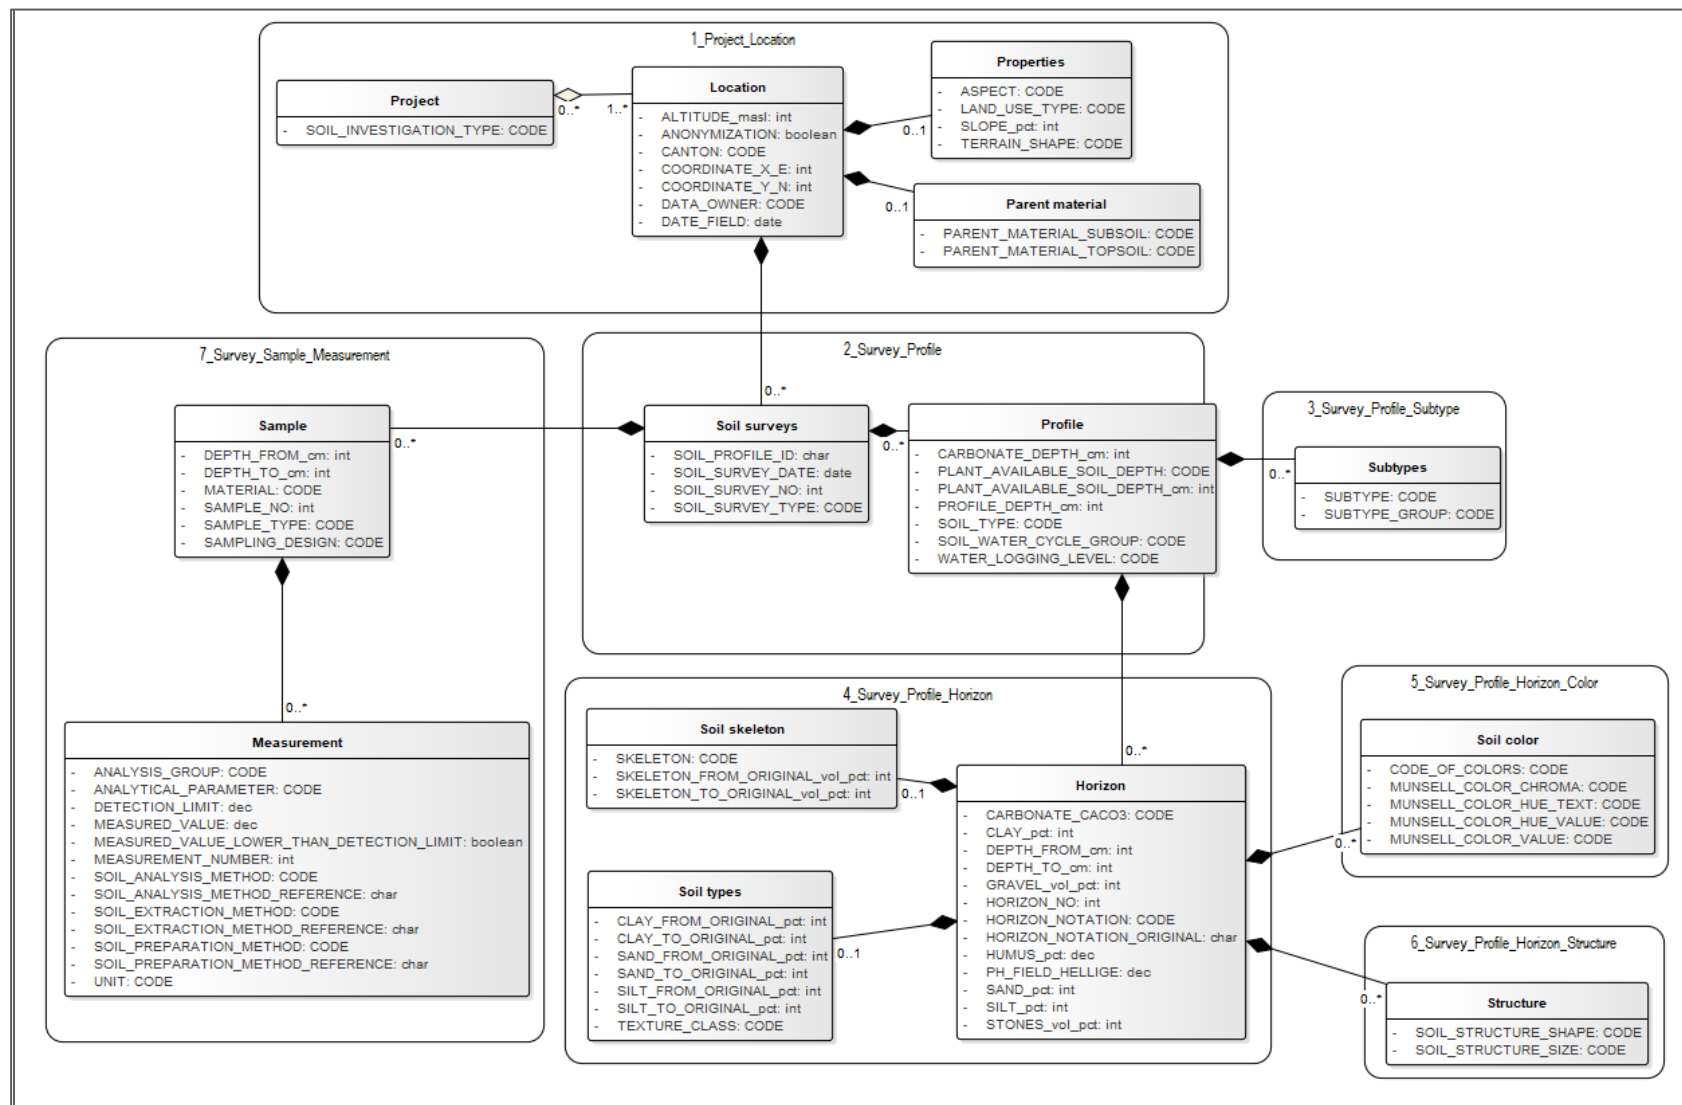 1_Project_Location
Project
- SOIL_INVESTIGATION_TYPE: CODE
0..*
1..*
Location
- ALTITUDE_masl: int
- ANONYMIZATION: boolean
- CANTON: CODE
- COORDINATE_X_E: int
- COORDINATE_Y_N: int
- DATA_OWNER: CODE
- DATE_FIELD: date
0..1
Properties
- ASPECT: CODE
- LAND_USE_TYPE: CODE
- SLOPE_pct: int
- TERRAIN_SHAPE: CODE
0..1
Parent material
- PARENT_MATERIAL_SUBSOIL: CODE
- PARENT_MATERIAL_TOPSOIL: CODE
7_Survey_Sample_Measurement
Sample
- DEPTH_FROM_cm: int
- DEPTH_TO_cm: int
- MATERIAL: CODE
- SAMPLE_NO: int
- SAMPLE_TYPE: CODE
- SAMPLING_DESIGN: CODE
0..*
0..*
Measurement
- ANALYSIS_GROUP: CODE
- ANALYTICAL_PARAMETER: CODE
- DETECTION_LIMIT: dec
- MEASURED_VALUE: dec
- MEASURED_VALUE_LOWER_THAN_DETECTION_LIMIT: boolean
- MEASUREMENT_NUMBER: int
- SOIL_ANALYSIS_METHOD: CODE
- SOIL_ANALYSIS_METHOD_REFERENCE: char
- SOIL_EXTRACTION_METHOD: CODE
- SOIL_EXTRACTION_METHOD_REFERENCE: char
- SOIL_PREPARATION_METHOD: CODE
- SOIL_PREPARATION_METHOD_REFERENCE: char
- UNIT: CODE
2_Survey_Profile
0..*
Soil surveys
- SOIL_PROFILE_ID: char
- SOIL_SURVEY_DATE: date
- SOIL_SURVEY_NO: int
- SOIL_SURVEY_TYPE: CODE
0..*
Profile
- CARBONATE_DEPTH_cm: int
- PLANT_AVAILABLE_SOIL_DEPTH: CODE
- PLANT_AVAILABLE_SOIL_DEPTH_cm: int
- PROFILE_DEPTH_cm: int
- SOIL_TYPE: CODE
- SOIL_WATER_CYCLE_GROUP: CODE
- WATER_LOGGING_LEVEL: CODE
3_Survey_Profile_Subtype
0..*
Subtypes
- SUBTYPE: CODE
- SUBTYPE_GROUP: CODE
4_Survey_Profile_Horizon
Soil skeleton
- SKELETON: CODE
- SKELETON_FROM_ORIGINAL_vol_pct: int
- SKELETON_TO_ORIGINAL_vol_pct: int
0..1
Soil types
- CLAY_FROM_ORIGINAL_pct: int
- CLAY_TO_ORIGINAL_pct: int
- SAND_FROM_ORIGINAL_pct: int
- SAND_TO_ORIGINAL_pct: int
- SILT_FROM_ORIGINAL_pct: int
- SILT_TO_ORIGINAL_pct: int
- TEXTURE_CLASS: CODE
0..1
0..*
Horizon
- CARBONATE_CACO3: CODE
- CLAY_pct: int
- DEPTH_FROM_cm: int
- DEPTH_TO_cm: int
- GRAVEL_vol_pct: int
- HORIZON_NO: int
- HORIZON_NOTATION: CODE
- HORIZON_NOTATION_ORIGINAL: char
- HUMUS_pct: dec
- PH_FIELD_HELLIGE: dec
- SAND_pct: int
- SILT_pct: int
- STONES_vol_pct: int
5_Survey_Profile_Horizon_Color
0..*
Soil color
- CODE_OF_COLORS: CODE
- MUNSELL_COLOR_CHROMA: CODE
- MUNSELL_COLOR_HUE_TEXT: CODE
- MUNSELL_COLOR_HUE_VALUE: CODE
- MUNSELL_COLOR_VALUE: CODE
6_Survey_Profile_Horizon_Structure
0..*
Structure
- SOIL_STRUCTURE_SHAPE: CODE
- SOIL_STRUCTURE_SIZE: CODE